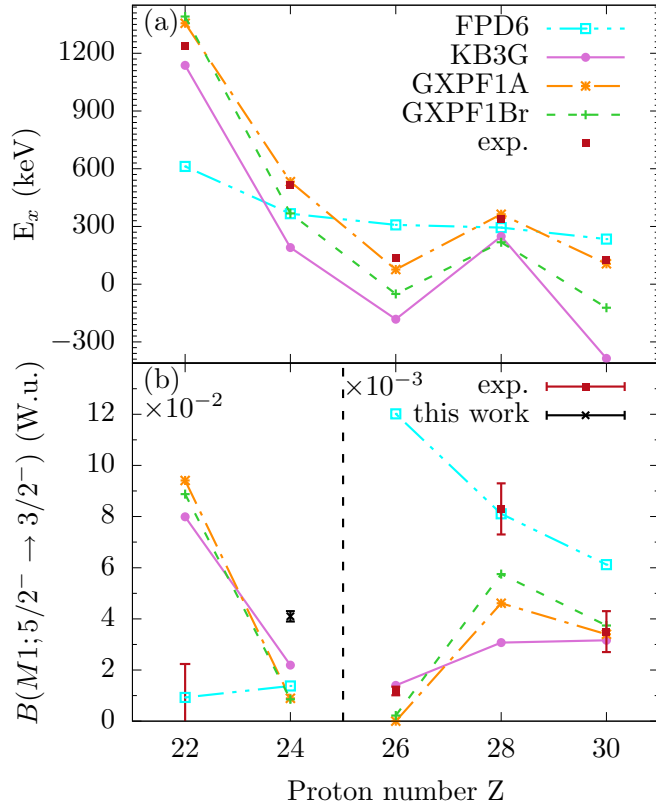 (a)
FPD6
KB3G
GXPF1A
GXPF1Br
exp.
E_x (keV)
1200
900
600
300
0
−300
(b)
×10⁻²
×10⁻³
exp.
this work
B(M1; 5/2⁻ → 3/2⁻) (W.u.)
12
10
8
6
4
2
0
22 24 26 28 30
Proton number Z